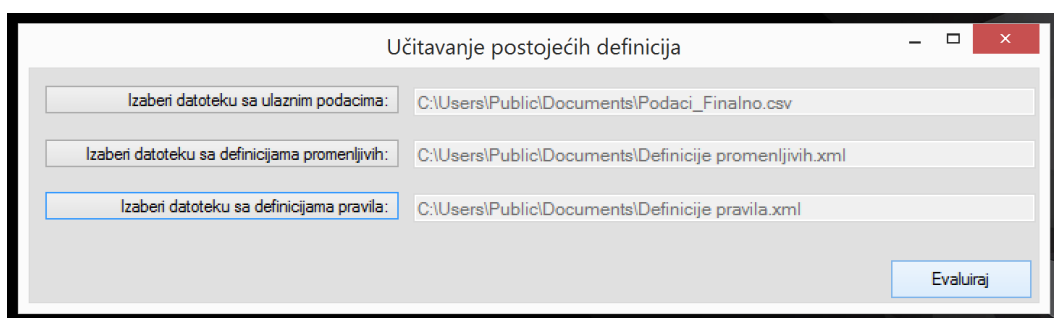 Učitavanje postojećih definicija
Izaberi datoteku sa ulaznim podacima: C:\Users\Public\Documents\Podaci_Finalno.csv
Izaberi datoteku sa definicijama promenljivih: C:\Users\Public\Documents\Definicije promenljivih.xml
Izaberi datoteku sa definicijama pravila: C:\Users\Public\Documents\Definicije pravila.xml
Evaluiraj